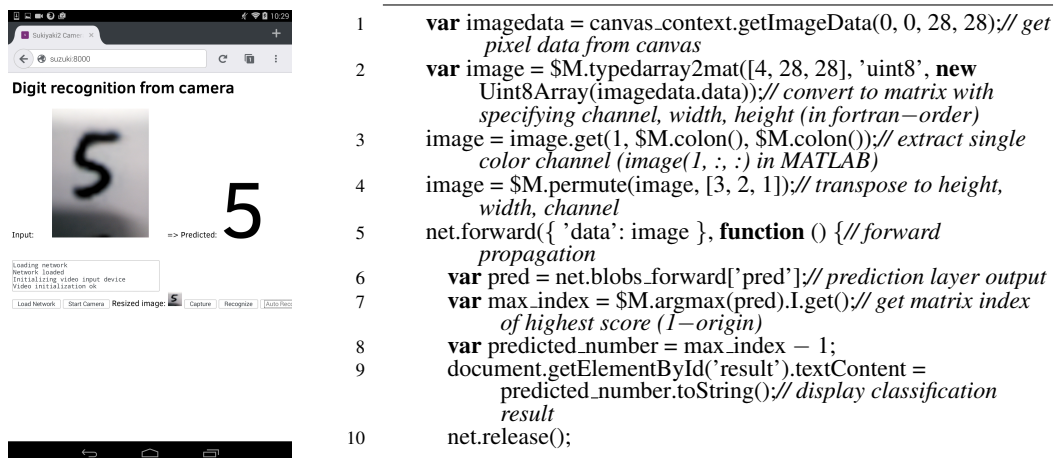 10:29
Sukiyaki2 Camer
suzuki:8000
Digit recognition from camera
5
5
Input:
=> Predicted:
Loading network
Network loaded
Initializing video input device
Video initialization ok
Load Network Start Camera Resized image: 5 Capture Recognize Auto Reco
1 var imagedata = canvas_context.getImageData(0, 0, 28, 28);// get
pixel data from canvas
2 var image = $M.typedarray2mat([4, 28, 28], 'uint8', new
Uint8Array(imagedata.data));// convert to matrix with
specifying channel, width, height (in fortran−order)
3 image = image.get(1, $M.colon(), $M.colon());// extract single
color channel (image(1, :, :) in MATLAB)
4 image = $M.permute(image, [3, 2, 1]);// transpose to height,
width, channel
5 net.forward({ 'data': image }, function () {// forward
propagation
6 var pred = net.blobs_forward['pred'];// prediction layer output
7 var max_index = $M.argmax(pred).I.get();// get matrix index
of highest score (1−origin)
8 var predicted_number = max_index − 1;
9 document.getElementById('result').textContent =
predicted_number.toString();// display classification
result
10 net.release();